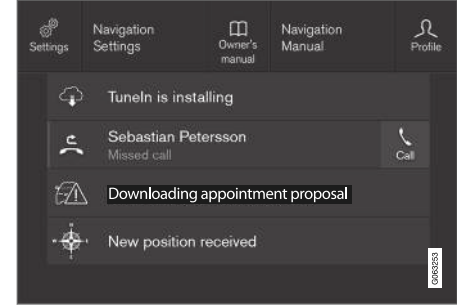 Settings
Navigation
Settings
Owner's
manual
Navigation
Manual
Profile
TuneIn is installing
Sebastian Petersson
Missed call
Call
Downloading appointment proposal
New position received
G063253